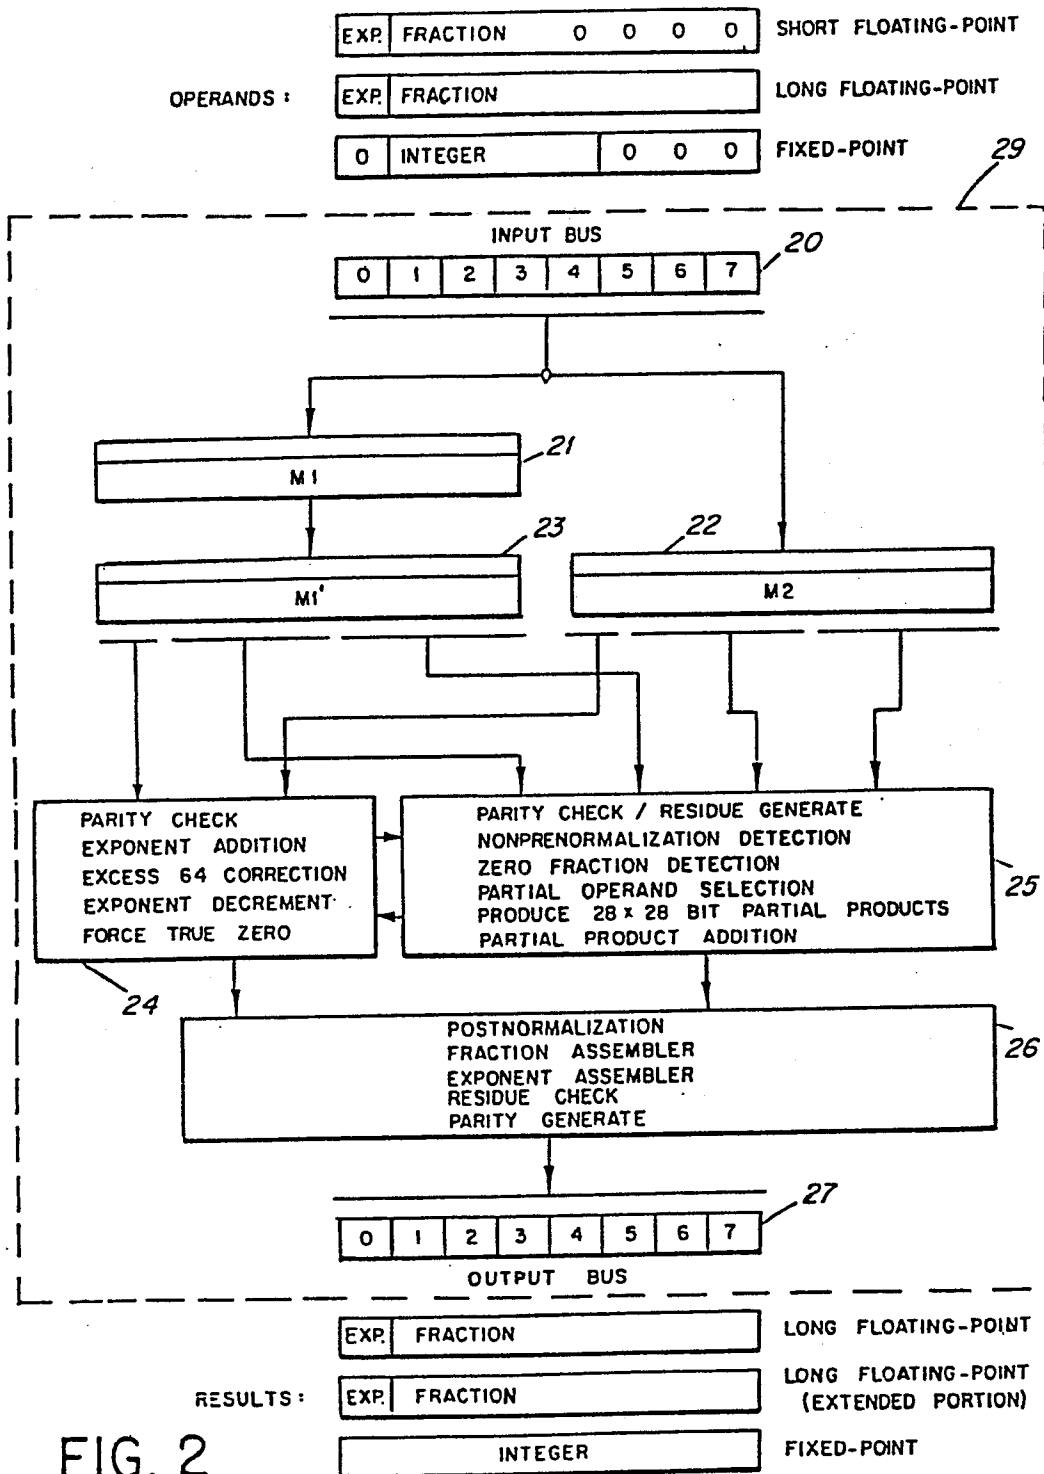 EXP. FRACTION 0 0 0 0 SHORT FLOATING-POINT
OPERANDS: EXP. FRACTION LONG FLOATING-POINT
0 INTEGER 0 0 0 FIXED-POINT
29
INPUT BUS
20
0 1 2 3 4 5 6 7
21
M1
23
22
M1'
M2
PARITY CHECK
EXPONENT ADDITION
EXCESS 64 CORRECTION
EXPONENT DECREMENT
FORCE TRUE ZERO
24
PARITY CHECK / RESIDUE GENERATE
NONPRENORMALIZATION DETECTION
ZERO FRACTION DETECTION
PARTIAL OPERAND SELECTION
PRODUCE 28 x 28 BIT PARTIAL PRODUCTS
PARTIAL PRODUCT ADDITION
25
POSTNORMALIZATION
FRACTION ASSEMBLER
EXPONENT ASSEMBLER
RESIDUE CHECK
PARITY GENERATE
26
27
0 1 2 3 4 5 6 7
OUTPUT BUS
EXP. FRACTION LONG FLOATING-POINT
RESULTS: EXP. FRACTION LONG FLOATING-POINT
(EXTENDED PORTION)
INTEGER FIXED-POINT
FIG. 2